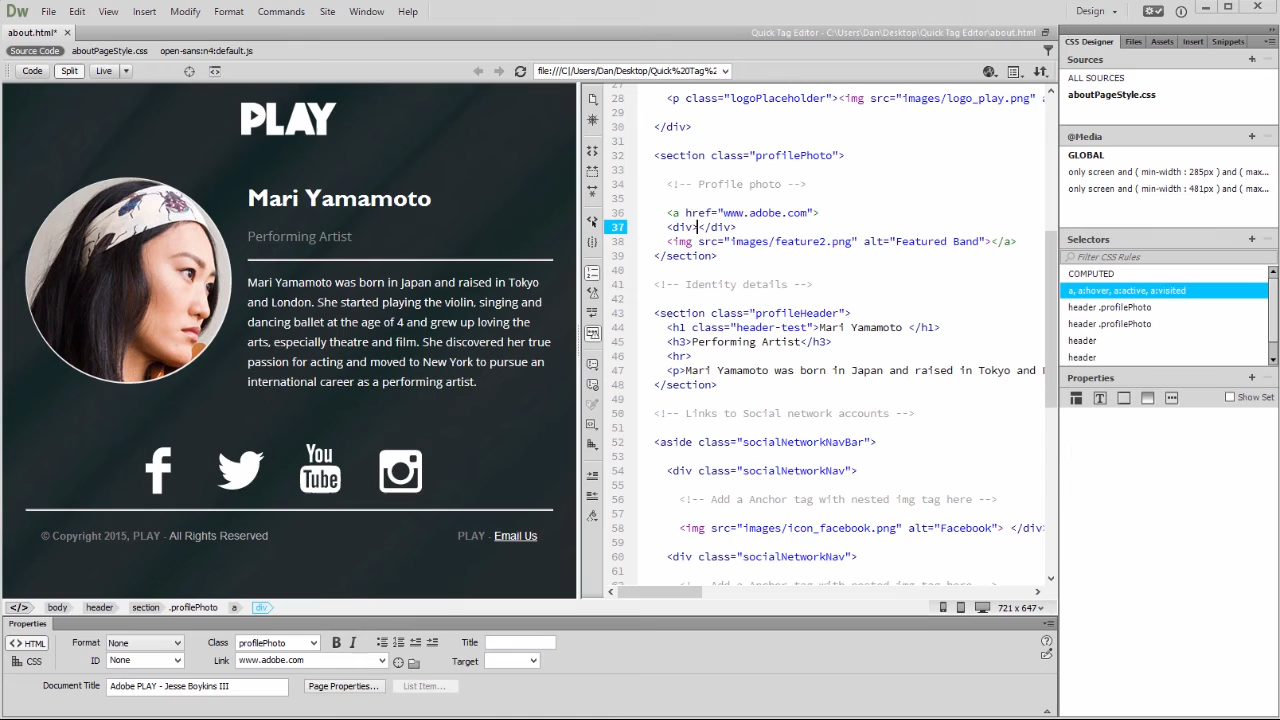 Dw File Edit View Insert Modify Format Commands Site Window Help Design
about.html* Quick Tag Editor - C:\Users\Dan\Desktop\Quick Tag Editor\about.html
Source Code aboutPageStyle.css open-sans:n4:default.js
Code Split Live file:///C|/Users/Dan/Desktop/Quick%20Tag%2
PLAY
Mari Yamamoto
Performing Artist
Mari Yamamoto was born in Japan and raised in Tokyo
and London. She started playing the violin, singing and
dancing ballet at the age of 4 and grew up loving the
arts, especially theatre and film. She discovered her true
passion for acting and moved to New York to pursue an
international career as a performing artist.
You
Tube
© Copyright 2015, PLAY - All Rights Reserved PLAY - Email Us
27
28 <p class="logoPlaceholder"><img src="images/logo_play.png" a
29
30 </div>
31
32 <section class="profilePhoto">
33
34 <!-- Profile photo -->
35
36 <a href="www.adobe.com">
37 <div></div>
38 <img src="images/feature2.png" alt="Featured Band"></a>
39 </section>
40
41 <!-- Identity details -->
42
43 <section class="profileHeader">
44 <h1 class="header-test">Mari Yamamoto </h1>
45 <h3>Performing Artist</h3>
46 <hr>
47 <p>Mari Yamamoto was born in Japan and raised in Tokyo and
48 </section>
49
50 <!-- Links to Social network accounts -->
51
52 <aside class="socialNetworkNavBar">
53
54 <div class="socialNetworkNav">
55
56 <!-- Add a Anchor tag with nested img tag here -->
57
58 <img src="images/icon_facebook.png" alt="Facebook"> </div>
59
60 <div class="socialNetworkNav">
61
<!-- Add a Anchor tag with nested img tag here -->
</> body header section .profilePhoto a div 721 x 647
CSS Designer Files Assets Insert Snippets
Sources
ALL SOURCES
aboutPageStyle.css
@Media
GLOBAL
only screen and ( min-width : 285px ) and ( max...
only screen and ( min-width : 481px ) and ( max...
Selectors
Filter CSS Rules
COMPUTED
a, a:hover, a:active, a:visited
header .profilePhoto
header .profilePhoto
header
header
Properties
T Show Set
Properties
<> HTML Format None Class profilePhoto B I Title
CSS ID None Link www.adobe.com Target
Document Title Adobe PLAY - Jesse Boykins III Page Properties... List Item...